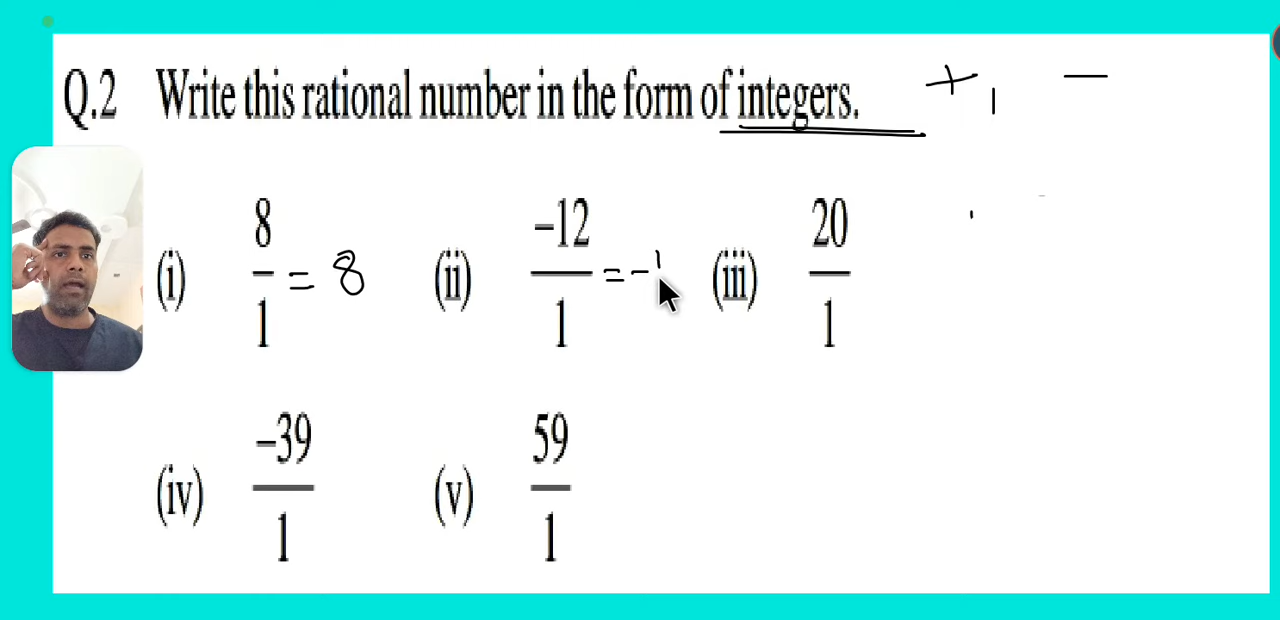 Q.2 Write this rational number in the form of integers. + , −
(i) 8/1 = 8 (ii) −12/1 = −1 (iii) 20/1
(iv) −39/1 (v) 59/1